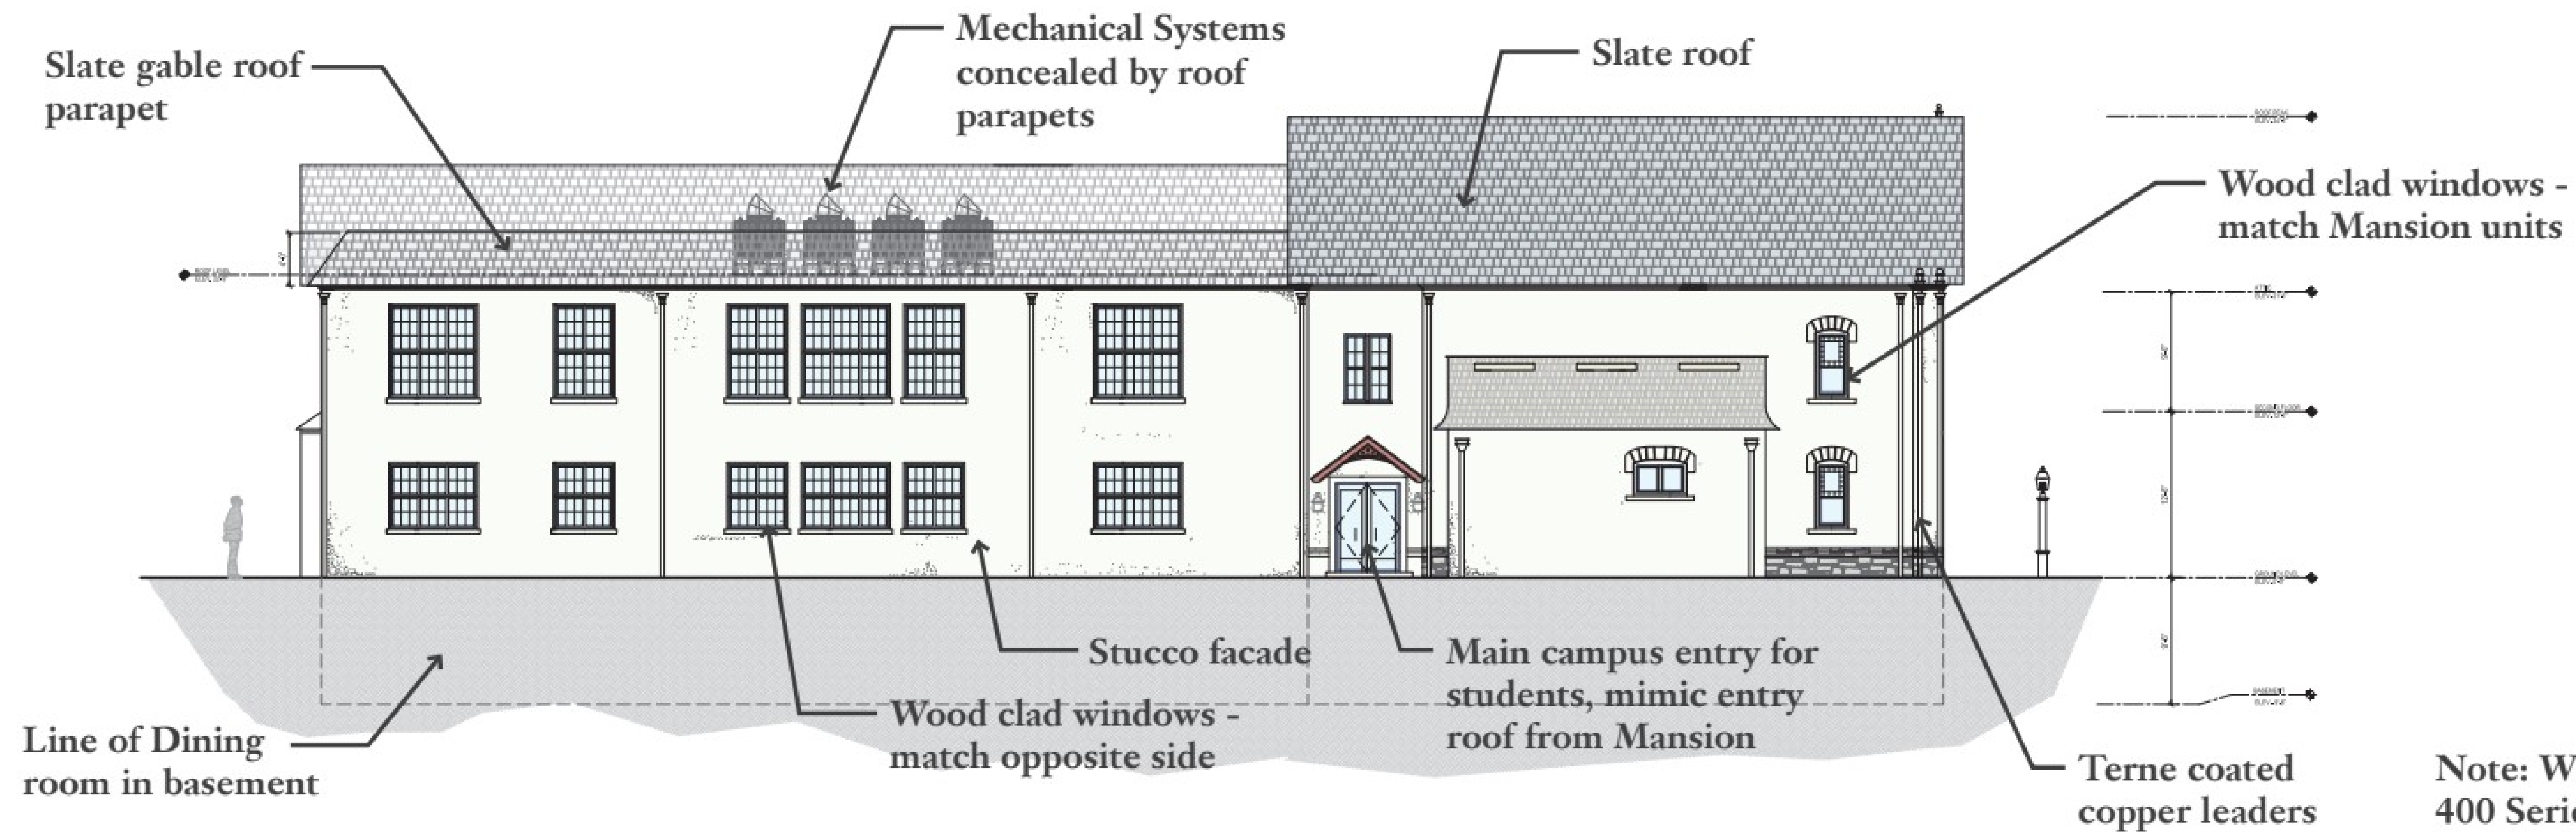 Mechanical Systems
concealed by roof
parapets
Slate gable roof
parapet
Slate roof
Wood clad windows -
match Mansion units
Stucco facade
Main campus entry for
students, mimic entry
roof from Mansion
Wood clad windows -
match opposite side
Line of Dining
room in basement
Terne coated
copper leaders
Note: W
400 Serie